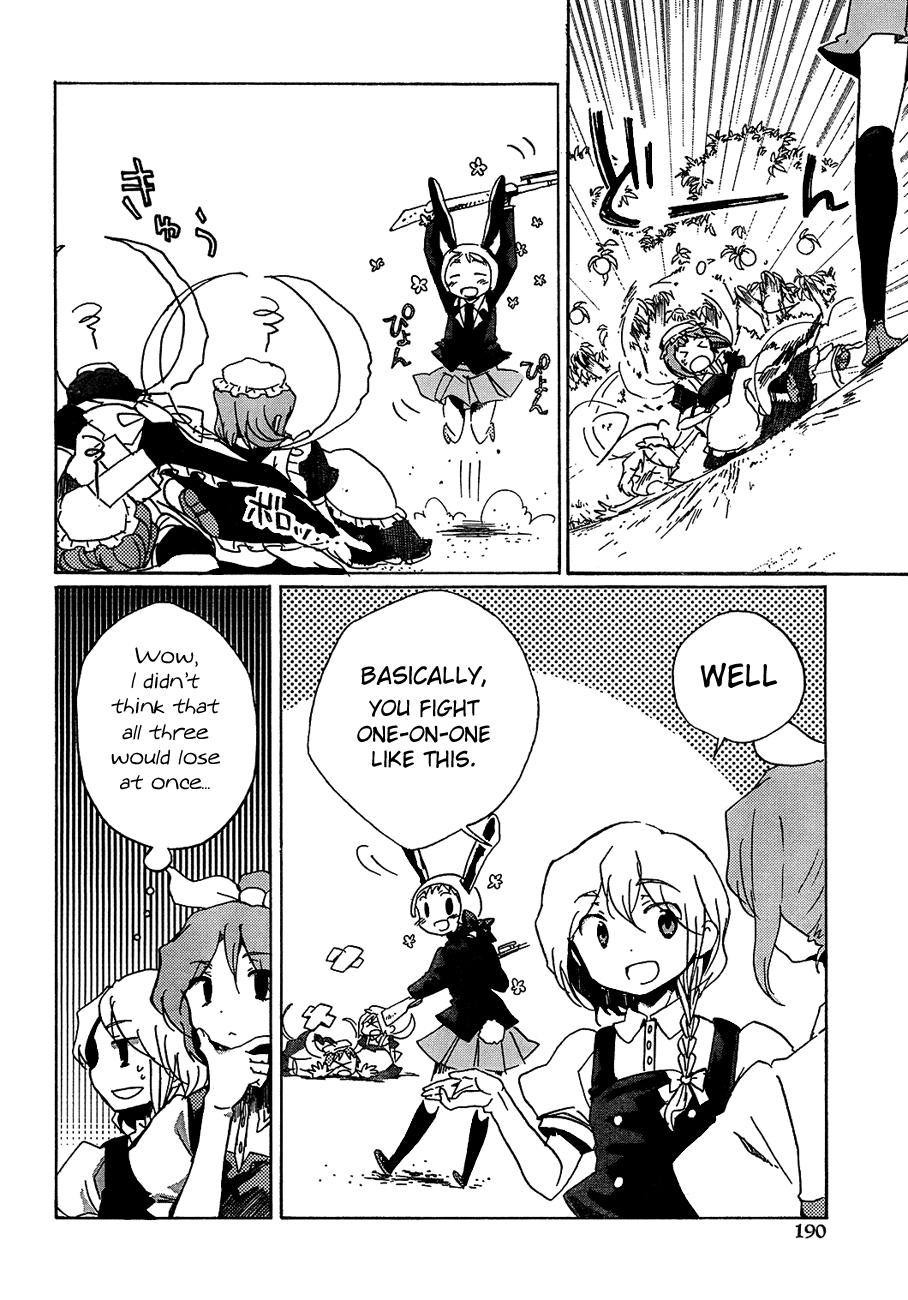 どーん
ぴょん
ぴょん
きゅう
ボロッ
WELL
BASICALLY,
YOU FIGHT
ONE-ON-ONE
LIKE THIS.
Wow,
I didn't
think that
all three
would lose
at once...
190